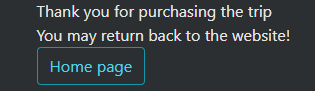 Thank you for purchasing the trip
You may return back to the website!
Home page